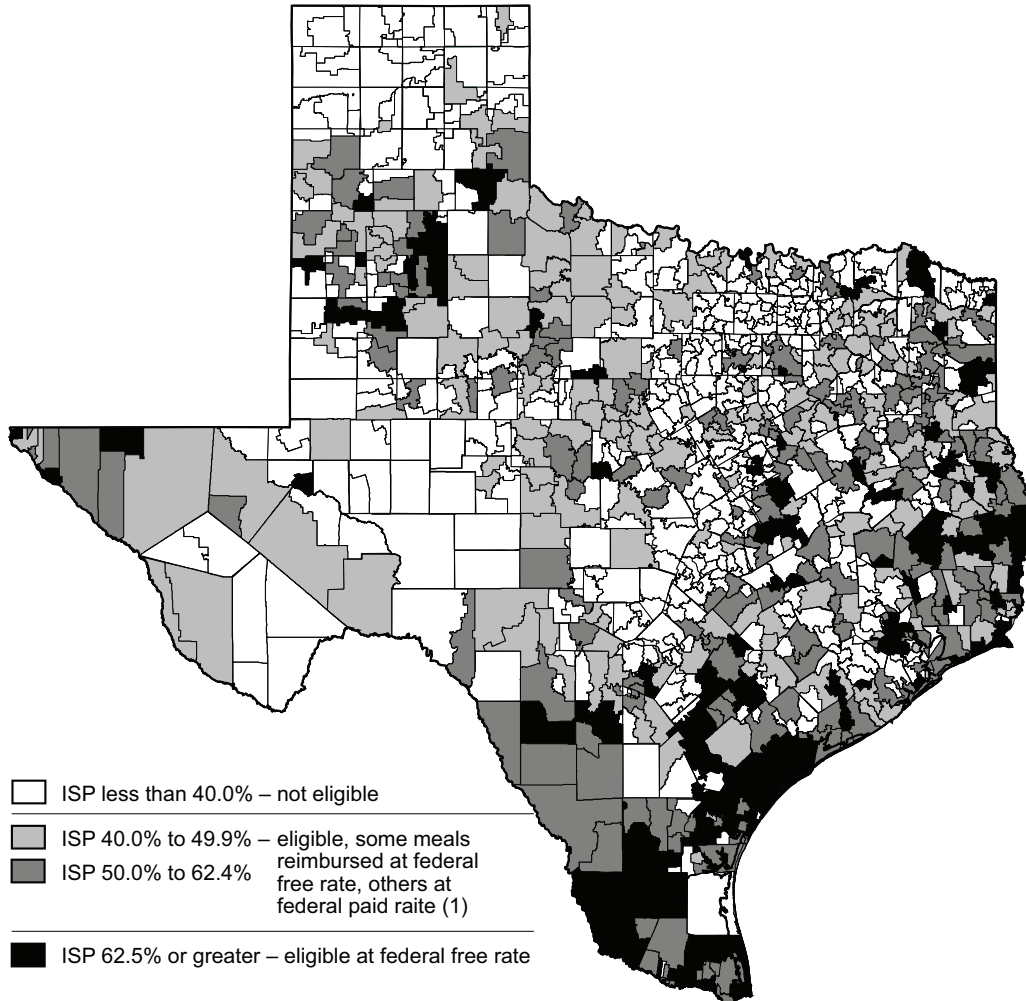 ISP less than 40.0% – not eligible
ISP 40.0% to 49.9% – eligible, some meals
reimbursed at federal
ISP 50.0% to 62.4% free rate, others at
federal paid raite (1)
ISP 62.5% or greater – eligible at federal free rate